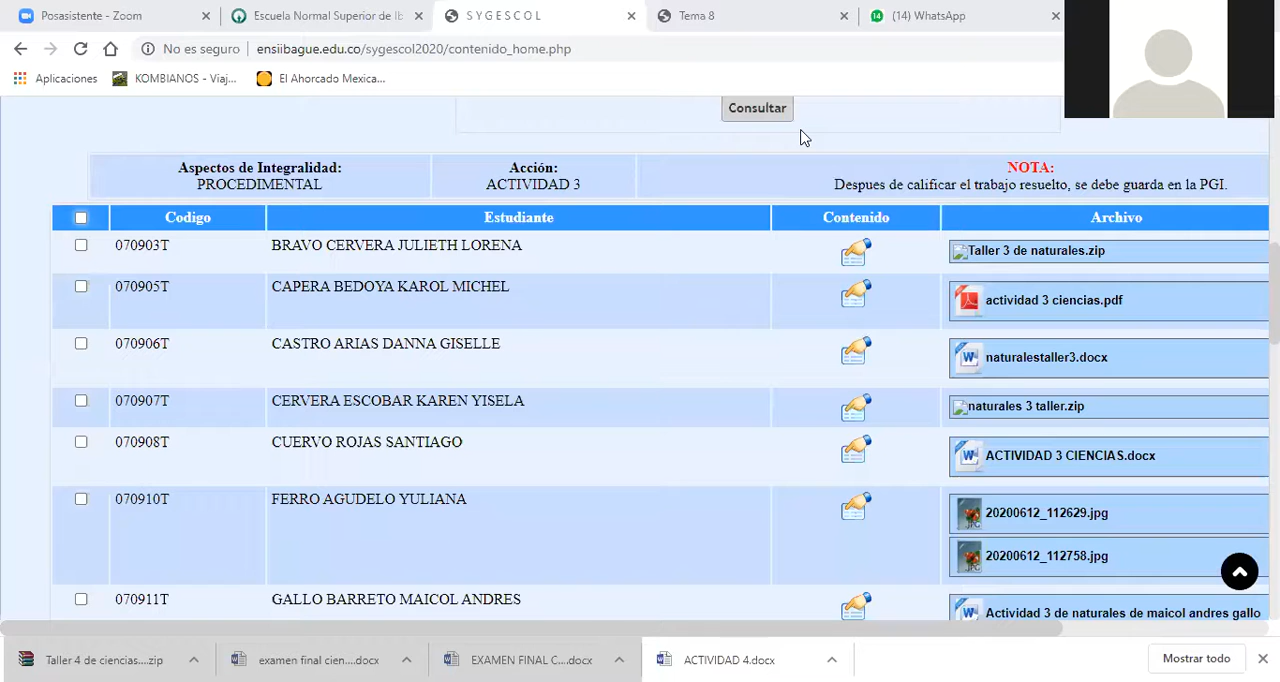 Posasistente - Zoom
Escuela Normal Superior de Ib
S Y G E S C O L
Tema 8
(14) WhatsApp
No es seguro
ensiibague.edu.co/sygescol2020/contenido_home.php
Aplicaciones
KOMBIANOS - Viaj...
El Ahorcado Mexica...
Consultar
Aspectos de Integralidad:
PROCEDIMENTAL
Acción:
ACTIVIDAD 3
NOTA:
Despues de calificar el trabajo resuelto, se debe guarda en la PGI.
Codigo Estudiante Contenido Archivo
070903T BRAVO CERVERA JULIETH LORENA Taller 3 de naturales.zip
070905T CAPERA BEDOYA KAROL MICHEL actividad 3 ciencias.pdf
070906T CASTRO ARIAS DANNA GISELLE naturalestaller3.docx
070907T CERVERA ESCOBAR KAREN YISELA naturales 3 taller.zip
070908T CUERVO ROJAS SANTIAGO ACTIVIDAD 3 CIENCIAS.docx
070910T FERRO AGUDELO YULIANA 20200612_112629.jpg
20200612_112758.jpg
070911T GALLO BARRETO MAICOL ANDRES Actividad 3 de naturales de maicol andres gallo
Taller 4 de ciencias....zip
examen final cien....docx
EXAMEN FINAL C....docx
ACTIVIDAD 4.docx
Mostrar todo